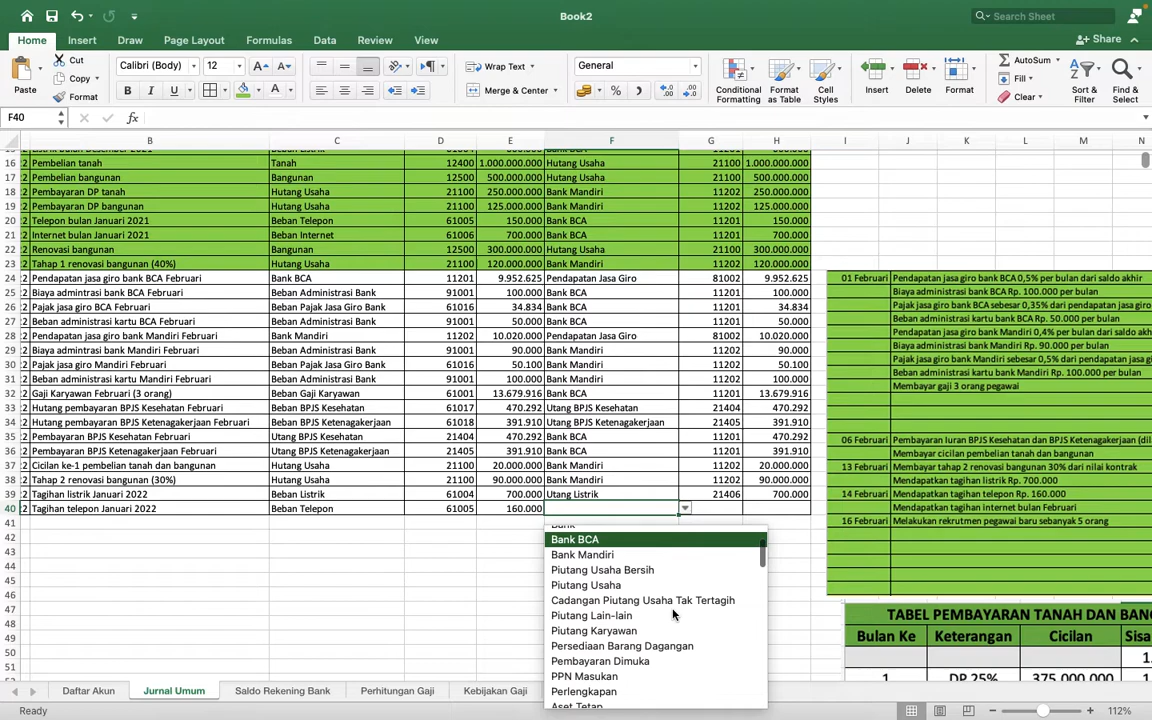 Book2
Search Sheet
Home Insert Draw Page Layout Formulas Data Review View
Share
Cut
Copy
Format
Paste
Calibri (Body) 12
Wrap Text
Merge & Center
General
Conditional Formatting
Format as Table
Cell Styles
Insert Delete Format
AutoSum
Fill
Clear
Sort & Filter
Find & Select
F40 fx
B C D E F G H I J K L M N
16 2 Pembelian tanah Tanah 12400 1.000.000.000 Hutang Usaha 21100 1.000.000.000
17 2 Pembelian bangunan Bangunan 12500 500.000.000 Hutang Usaha 21100 500.000.000
18 2 Pembayaran DP tanah Hutang Usaha 21100 250.000.000 Bank Mandiri 11202 250.000.000
19 2 Pembayaran DP bangunan Hutang Usaha 21100 125.000.000 Bank Mandiri 11202 125.000.000
20 2 Telepon bulan Januari 2021 Beban Telepon 61005 150.000 Bank BCA 11201 150.000
21 2 Internet bulan Januari 2021 Beban Internet 61006 700.000 Bank BCA 11201 700.000
22 2 Renovasi bangunan Bangunan 12500 300.000.000 Hutang Usaha 21100 300.000.000
23 2 Tahap 1 renovasi bangunan (40%) Hutang Usaha 21100 120.000.000 Bank Mandiri 11202 120.000.000
24 2 Pendapatan jasa giro bank BCA Februari Bank BCA 11201 9.952.625 Pendapatan Jasa Giro 81002 9.952.625
25 2 Biaya admintrasi bank BCA Februari Beban Administrasi Bank 91001 100.000 Bank BCA 11201 100.000
26 2 Pajak jasa giro BCA Februari Beban Pajak Jasa Giro Bank 61016 34.834 Bank BCA 11201 34.834
27 2 Beban administrasi kartu BCA Februari Beban Administrasi Bank 91001 50.000 Bank BCA 11201 50.000
28 2 Pendapatan jasa giro bank Mandiri Februari Bank Mandiri 11202 10.020.000 Pendapatan Jasa Giro 81002 10.020.000
29 2 Biaya admintrasi bank Mandiri Februari Beban Administrasi Bank 91001 90.000 Bank Mandiri 11202 90.000
30 2 Pajak jasa giro Mandiri Februari Beban Pajak Jasa Giro Bank 61016 50.100 Bank Mandiri 11202 50.100
31 2 Beban administrasi kartu Mandiri Februari Beban Administrasi Bank 91001 100.000 Bank Mandiri 11202 100.000
32 2 Gaji Karyawan Februari (3 orang) Beban Gaji Karyawan 61001 13.679.916 Bank BCA 11201 13.679.916
33 2 Hutang pembayaran BPJS Kesehatan Februari Beban BPJS Kesehatan 61017 470.292 Utang BPJS Kesehatan 21404 470.292
34 2 Hutang pembayaran BPJS Ketenagakerjaan Februari Beban BPJS Ketenagakerjaan 61018 391.910 Utang BPJS Ketenagakerjaan 21405 391.910
35 2 Pembayaran BPJS Kesehatan Februari Utang BPJS Kesehatan 21404 470.292 Bank BCA 11201 470.292
36 2 Pembayaran BPJS Ketenagakerjaan Februari Utang BPJS Ketenagakerjaan 21405 391.910 Bank BCA 11201 391.910
37 2 Cicilan ke-1 pembelian tanah dan bangunan Hutang Usaha 21100 20.000.000 Bank Mandiri 11202 20.000.000
38 2 Tahap 2 renovasi bangunan (30%) Hutang Usaha 21100 90.000.000 Bank Mandiri 11202 90.000.000
39 2 Tagihan listrik Januari 2022 Beban Listrik 61004 700.000 Utang Listrik 21406 700.000
40 2 Tagihan telepon Januari 2022 Beban Telepon 61005 160.000
41
42
43
44
45
46
47
48
49
50
51
Bank BCA
Bank Mandiri
Piutang Usaha Bersih
Piutang Usaha
Cadangan Piutang Usaha Tak Tertagih
Piutang Lain-lain
Piutang Karyawan
Persediaan Barang Dagangan
Pembayaran Dimuka
PPN Masukan
Perlengkapan
Aset Tetap
01 Februari Pendapatan jasa giro bank BCA 0,5% per bulan dari saldo akhir
Biaya administrasi bank BCA Rp. 100.000 per bulan
Pajak jasa giro bank BCA sebesar 0,35% dari pendapatan jasa giro
Beban administrasi kartu bank BCA Rp. 50.000 per bulan
Pendapatan jasa giro bank Mandiri 0,4% per bulan dari saldo akh
Biaya administrasi bank Mandiri Rp. 90.000 per bulan
Pajak jasa giro bank Mandiri sebesar 0,5% dari pendapatan jasa gi
Beban administrasi kartu bank Mandiri Rp. 100.000 per bulan
Membayar gaji 3 orang pegawai
06 Februari Pembayaran Iuran BPJS Kesehatan dan BPJS Ketenagakerjaan (dil
Membayar cicilan pembelian tanah dan bangunan
13 Februari Membayar tahap 2 renovasi bangunan 30% dari nilai kontrak
Mendapatkan tagihan listrik Rp. 700.000
14 Februari Mendapatkan tagihan telepon Rp. 160.000
Mendapatkan tagihan internet bulan Februari
16 Februari Melakukan rekrutmen pegawai baru sebanyak 5 orang
TABEL PEMBAYARAN TANAH DAN BANG
Bulan Ke Keterangan Cicilan Sisa
1 DP 25% 375.000.000
Daftar Akun Jurnal Umum Saldo Rekening Bank Perhitungan Gaji Kebijakan Gaji
Ready
112%